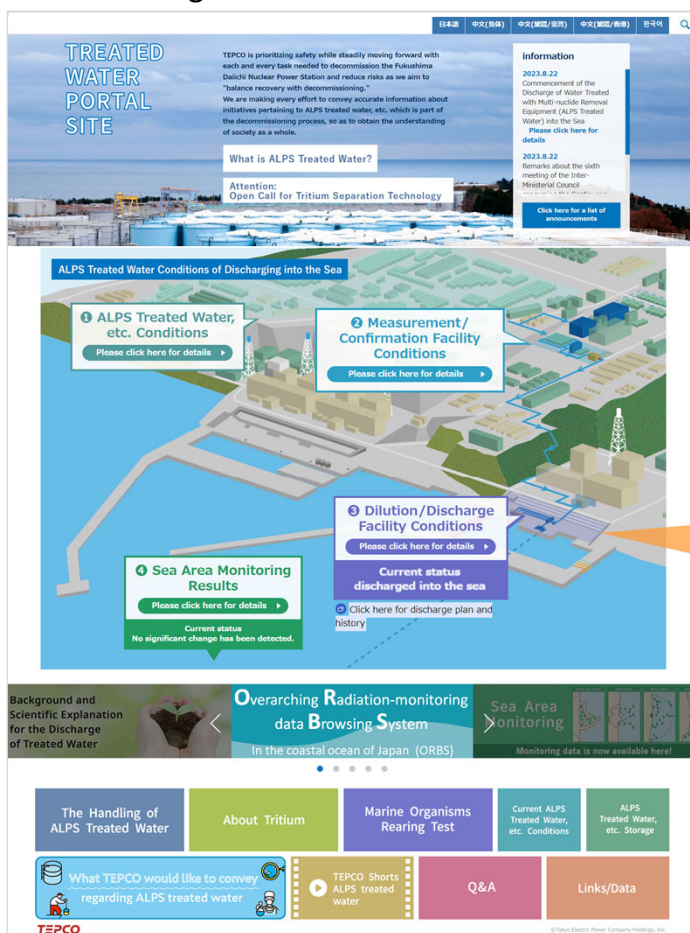 日本語 中文(简体) 中文(繁體/臺灣) 中文(繁體/香港) 한국어
TREATED
WATER
PORTAL
SITE
TEPCO is prioritizing safety while steadily moving forward with
each and every task needed to decommission the Fukushima
Daiichi Nuclear Power Station and reduce risks as we aim to
"balance recovery with decommissioning."
We are making every effort to convey accurate information about
initiatives pertaining to ALPS treated water, etc. which is part of
the decommissioning process, so as to obtain the understanding
of society as a whole.
What is ALPS Treated Water?
Attention:
Open Call for Tritium Separation Technology
information
2023.8.22
Commencement of the
Discharge of Water Treated
with Multi-nuclide Removal
Equipment (ALPS Treated
Water) into the Sea
Please click here for
details
2023.8.22
Remarks about the sixth
meeting of the Inter-
Ministerial Council
Click here for a list of
announcements
ALPS Treated Water Conditions of Discharging into the Sea
❶ ALPS Treated Water,
etc. Conditions
Please click here for details
❷ Measurement/
Confirmation Facility
Conditions
Please click here for details
❸ Dilution/Discharge
Facility Conditions
Please click here for details
Current status
discharged into the sea
Click here for discharge plan and
history
❹ Sea Area Monitoring
Results
Please click here for details
Current status
No significant change has been detected.
Background and
Scientific Explanation
for the Discharge
of Treated Water
Overarching Radiation-monitoring
data Browsing System
In the coastal ocean of Japan (ORBS)
Sea Area
Monitoring
Monitoring data is now available here!
The Handling of
ALPS Treated Water
About Tritium
Marine Organisms
Rearing Test
Current ALPS
Treated Water,
etc. Conditions
ALPS
Treated Water,
etc. Storage
What TEPCO would like to convey
regarding ALPS treated water
TEPCO Shorts
ALPS treated
water
Q&A
Links/Data
TEPCO
©Tokyo Electric Power Company Holdings, Inc.